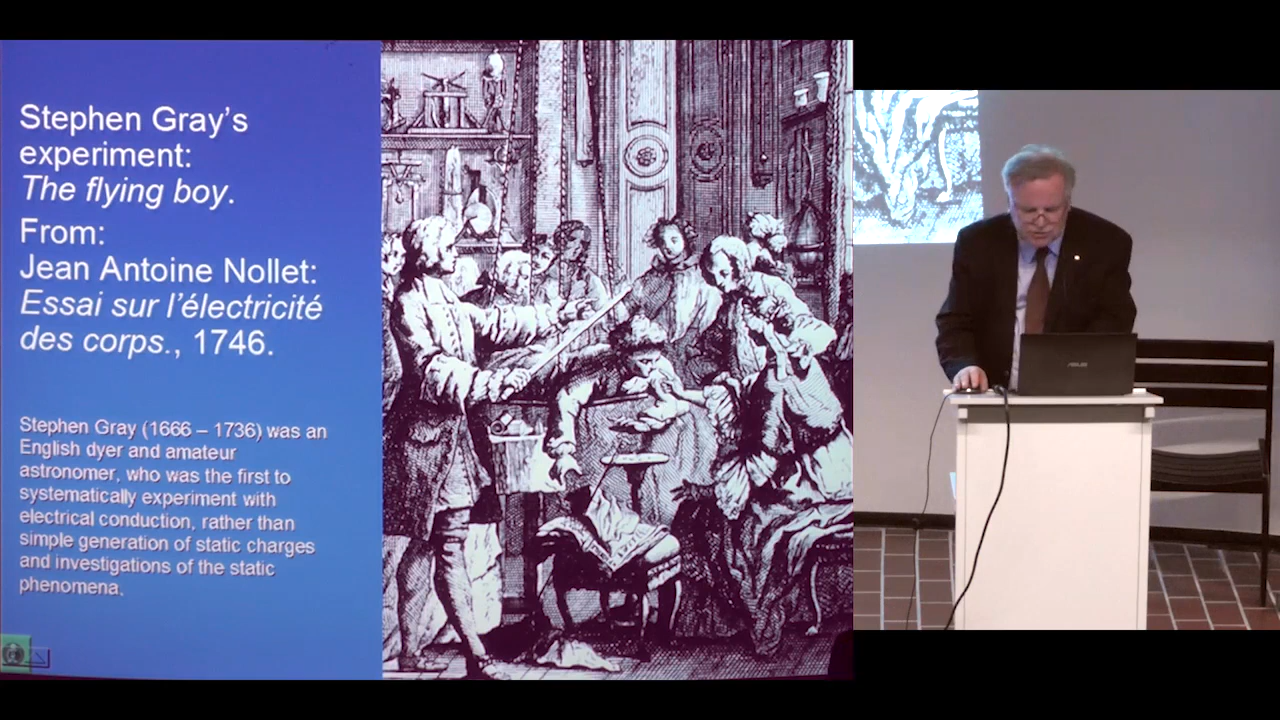 Stephen Gray's
experiment:
The flying boy.
From:
Jean Antoine Nollet:
Essai sur l'électricité
des corps., 1746.
Stephen Gray (1666 – 1736) was an
English dyer and amateur
astronomer, who was the first to
systematically experiment with
electrical conduction, rather than
simple generation of static charges
and investigations of the static
phenomena.
ASUS